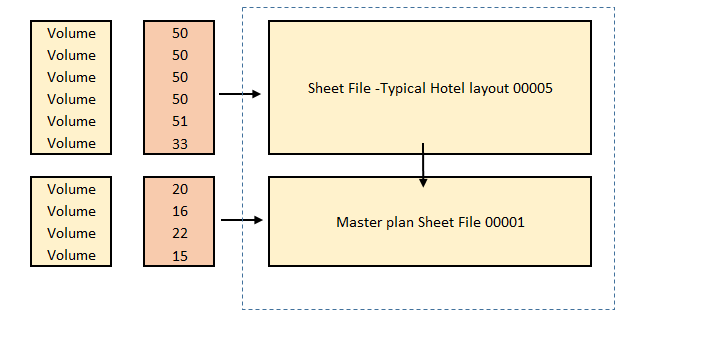 Volume 50
Volume 50
Volume 50
Volume 50
Volume 51
Volume 33
Sheet File -Typical Hotel layout 00005
Volume 20
Volume 16
Volume 22
Volume 15
Master plan Sheet File 00001